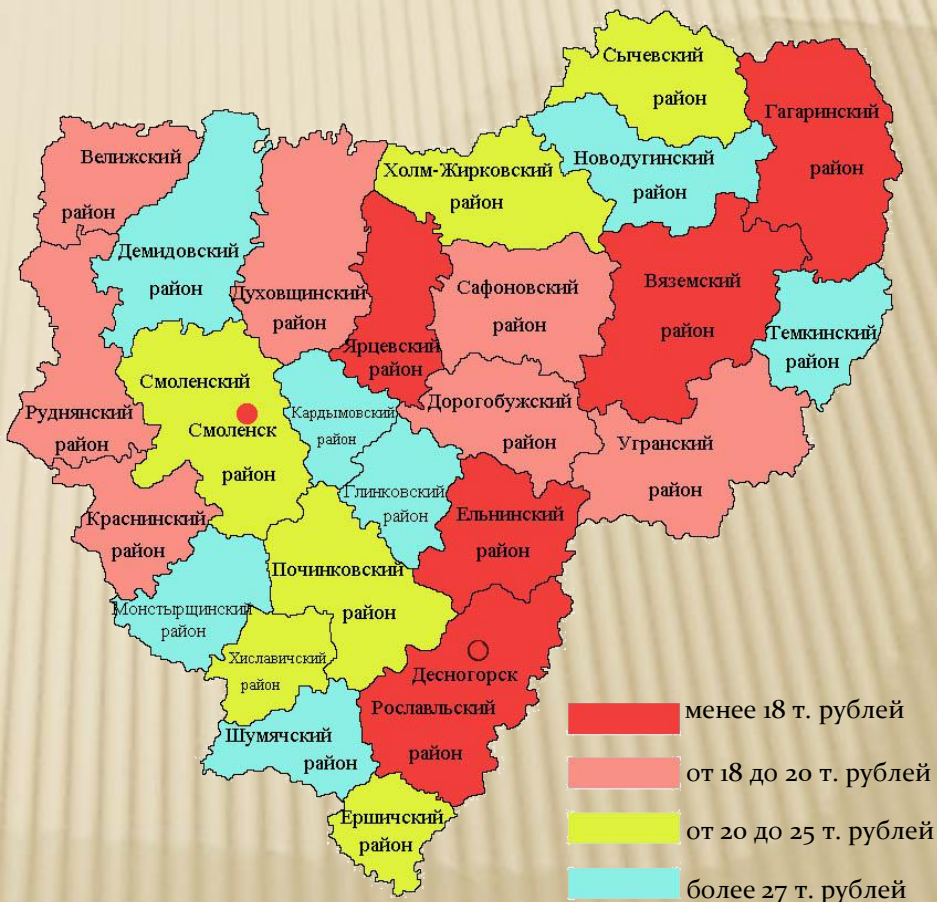 Сычевский
район
Гагаринский
район
Велижский
район
Холм-Жирковский
район
Новодугинский
район
Демидовский
район
Духовщинский
район
Сафоновский
район
Вяземский
район
Темкинский
район
Ярцевский
район
Смоленский
Смоленск
район
Руднянский
район
Кардымовский
район
Дорогобужский
район
Угранский
район
Глинковский
район
Краснинский
район
Ельнинский
район
Починковский
район
Монстырщинский
район
Хиславичский
район
Десногорск
Рославльский
район
Шумячский
район
Ершичский
район
менее 18 т. рублей
от 18 до 20 т. рублей
от 20 до 25 т. рублей
более 27 т. рублей